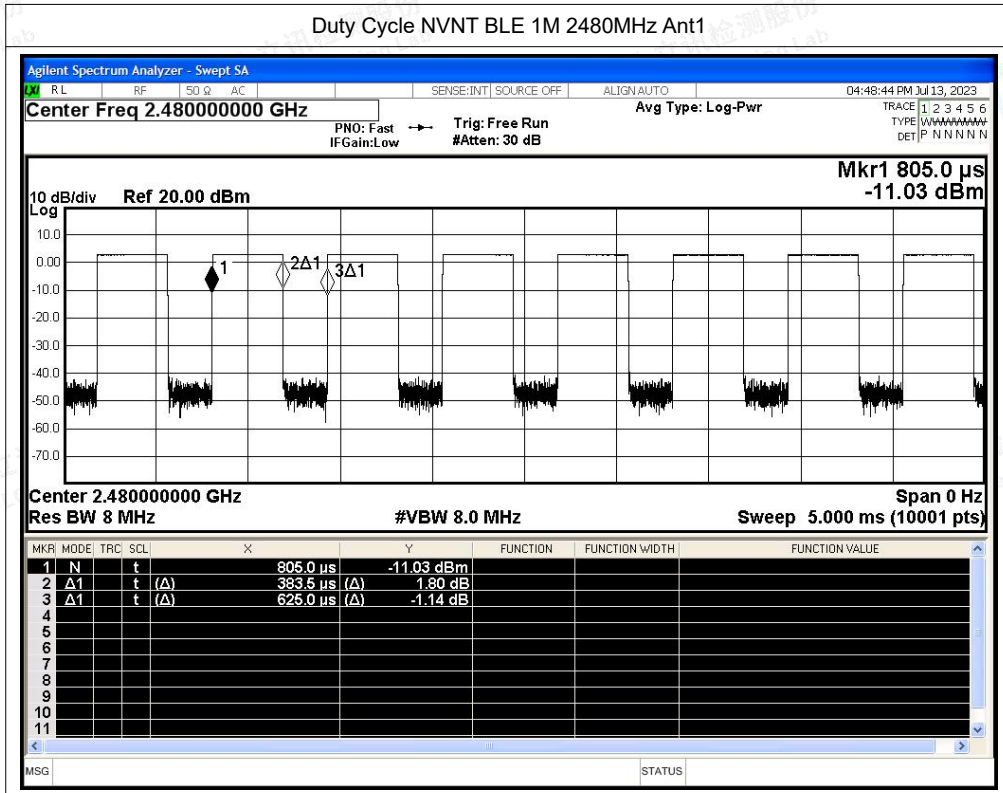 Duty Cycle NVNT BLE 1M 2480MHz Ant1
Agilent Spectrum Analyzer - Swept SA
LXI RL RF 50 Ω AC SENSE:INT SOURCE OFF ALIGN AUTO 04:48:44 PM Jul 13, 2023
Center Freq 2.480000000 GHz Avg Type: Log-Pwr TRACE 1 2 3 4 5 6
PNO: Fast Trig: Free Run TYPE WWWWWW
IFGain:Low #Atten: 30 dB DET P N N N N N
Mkr1 805.0 µs
10 dB/div Ref 20.00 dBm -11.03 dBm
Log
10.0
0.00
1 2Δ1 3Δ1
-10.0
-20.0
-30.0
-40.0
-50.0
-60.0
-70.0
Center 2.480000000 GHz Span 0 Hz
Res BW 8 MHz #VBW 8.0 MHz Sweep 5.000 ms (10001 pts)
MKR MODE TRC SCL X Y FUNCTION FUNCTION WIDTH FUNCTION VALUE
1 N t 805.0 µs -11.03 dBm
2 Δ1 t (Δ) 383.5 µs (Δ) 1.80 dB
3 Δ1 t (Δ) 625.0 µs (Δ) -1.14 dB
4
5
6
7
8
9
10
11
MSG STATUS